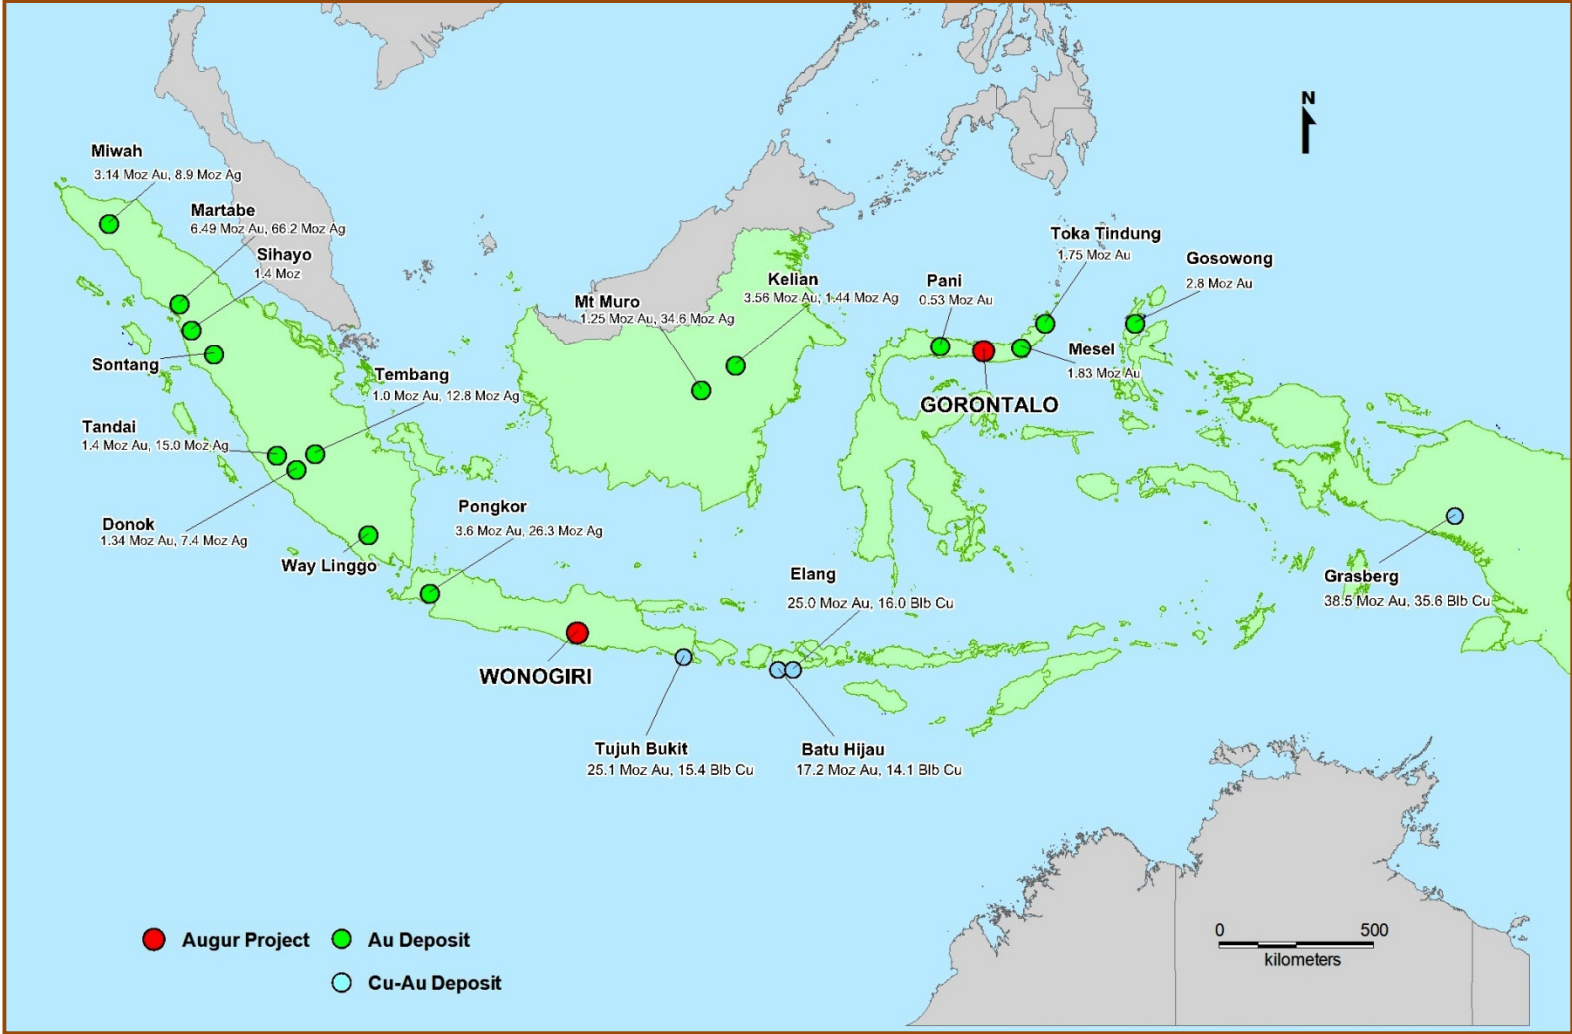 N
Miwah
3.14 Moz Au, 8.9 Moz Ag
Martabe
6.49 Moz Au, 66.2 Moz Ag
Sihayo
1.4 Moz
Sontang
Tembang
1.0 Moz Au, 12.8 Moz Ag
Tandai
1.4 Moz Au, 15.0 Moz Ag
Donok
1.34 Moz Au, 7.4 Moz Ag
Way Linggo
Pongkor
3.6 Moz Au, 26.3 Moz Ag
WONOGIRI
Mt Muro
1.25 Moz Au, 34.6 Moz Ag
Kelian
3.56 Moz Au, 1.44 Moz Ag
Pani
0.53 Moz Au
Toka Tindung
1.75 Moz Au
Gosowong
2.8 Moz Au
Mesel
1.83 Moz Au
GORONTALO
Elang
25.0 Moz Au, 16.0 Blb Cu
Grasberg
38.5 Moz Au, 35.6 Blb Cu
Tujuh Bukit
25.1 Moz Au, 15.4 Blb Cu
Batu Hijau
17.2 Moz Au, 14.1 Blb Cu
Augur Project
Au Deposit
Cu-Au Deposit
0 500
kilometers